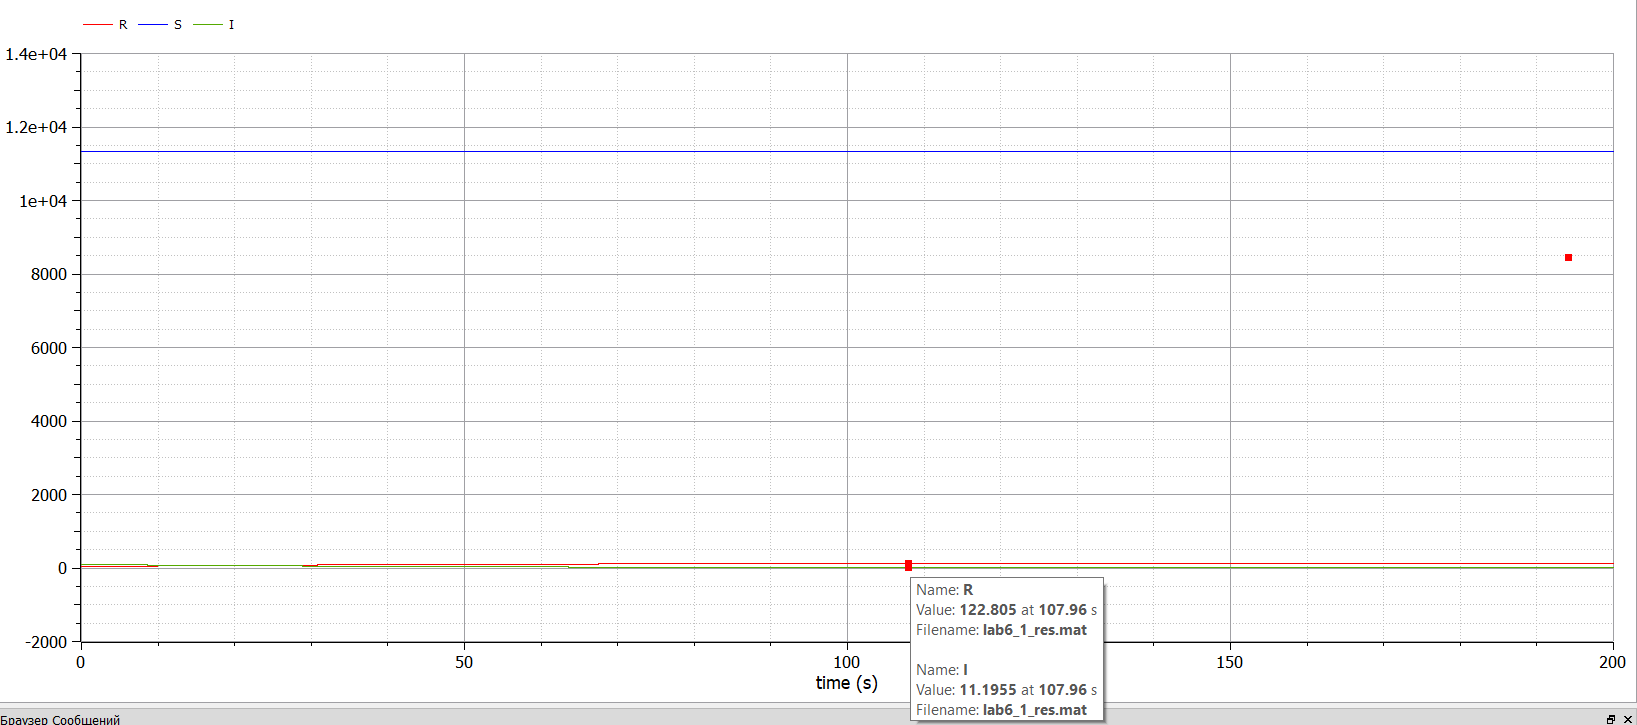 R S I
1.4e+04
1.2e+04
1e+04
8000
6000
4000
2000
0
-2000
0 50 100 150 200
time (s)
Name: R
Value: 122.805 at 107.96 s
Filename: lab6_1_res.mat
Name: I
Value: 11.1955 at 107.96 s
Filename: lab6_1_res.mat
Браузер Сообщений